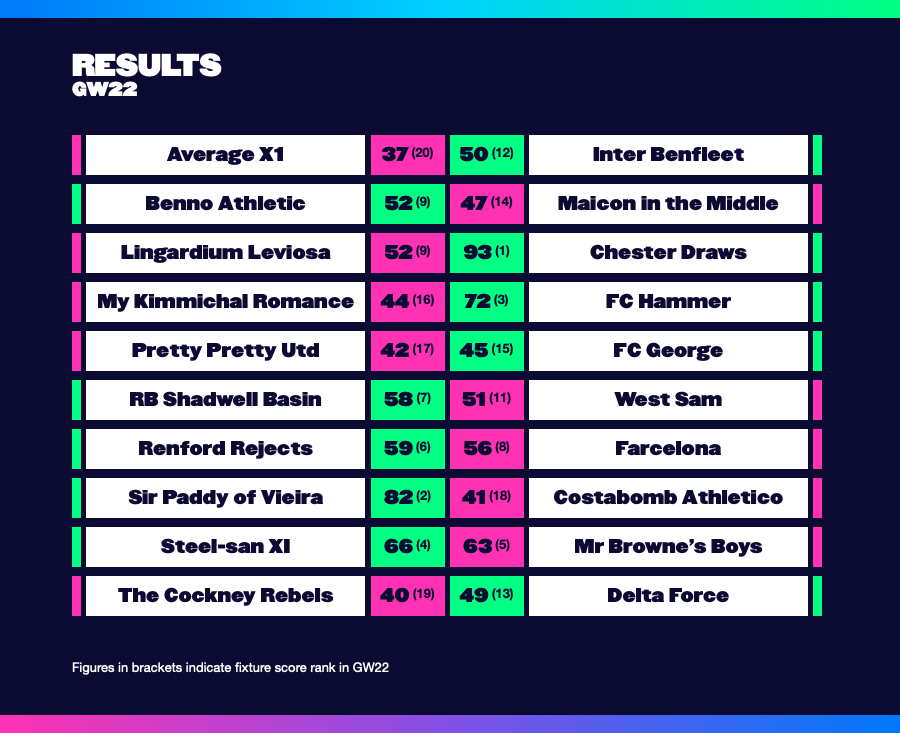 RESULTS
GW22
Average X1 37 (20) 50 (12) Inter Benfleet
Benno Athletic 52 (9) 47 (14) Maicon in the Middle
Lingardium Leviosa 52 (9) 93 (1) Chester Draws
My Kimmichal Romance 44 (16) 72 (3) FC Hammer
Pretty Pretty Utd 42 (17) 45 (15) FC George
RB Shadwell Basin 58 (7) 51 (11) West Sam
Renford Rejects 59 (6) 56 (8) Farcelona
Sir Paddy of Vieira 82 (2) 41 (18) Costabomb Athletico
Steel-san XI 66 (4) 63 (5) Mr Browne’s Boys
The Cockney Rebels 40 (19) 49 (13) Delta Force
Figures in brackets indicate fixture score rank in GW22